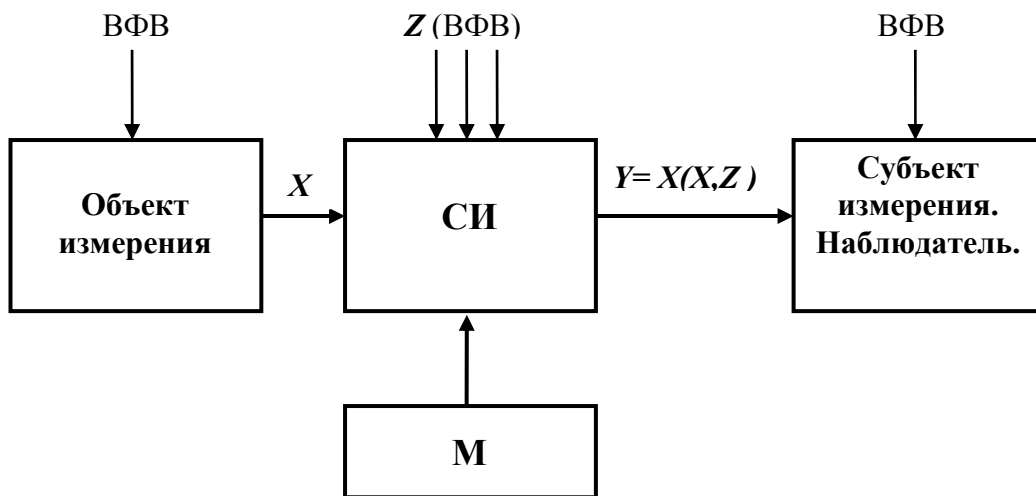 ВФВ
Z (ВФВ)
ВФВ
Объект
измерения
X
СИ
Y= X(X,Z )
Субъект
измерения.
Наблюдатель.
М